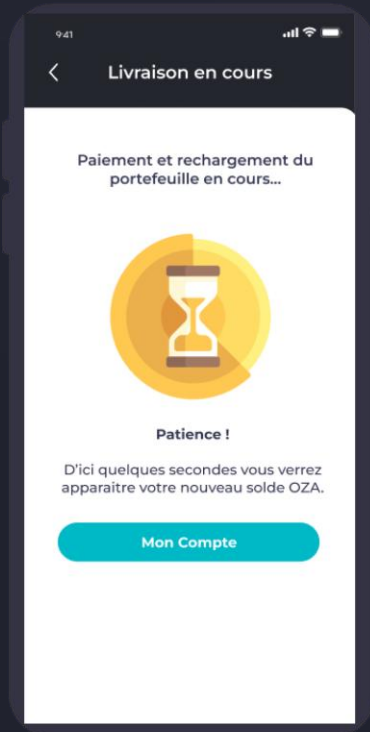 9:41
Livraison en cours
Paiement et rechargement du
portefeuille en cours...
Patience !
D'ici quelques secondes vous verrez
apparaitre votre nouveau solde OZA.
Mon Compte